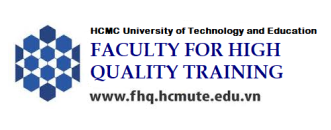 HCMC University of Technology and Education
FACULTY FOR HIGH
QUALITY TRAINING
www.fhq.hcmute.edu.vn